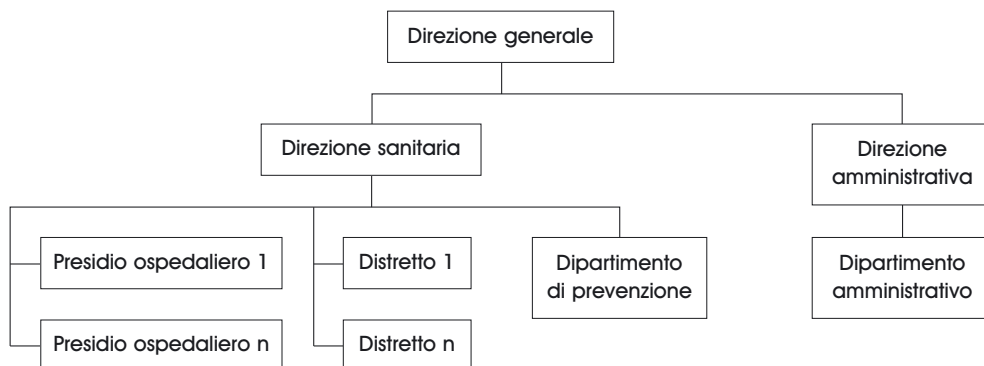 Direzione generale
Direzione sanitaria
Direzione
amministrativa
Presidio ospedaliero 1
Distretto 1
Dipartimento
di prevenzione
Dipartimento
amministrativo
Presidio ospedaliero n
Distretto n